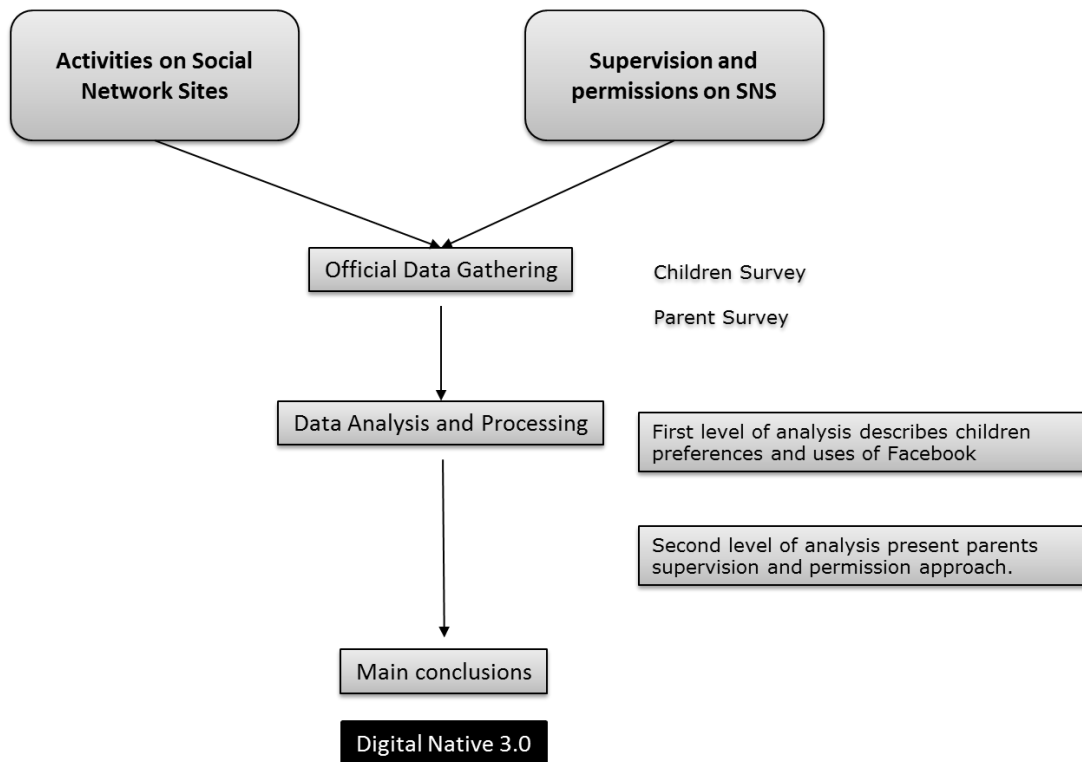 Activities on Social
Network Sites
Supervision and
permissions on SNS
Official Data Gathering
Children Survey
Parent Survey
Data Analysis and Processing
First level of analysis describes children
preferences and uses of Facebook
Second level of analysis present parents
supervision and permission approach.
Main conclusions
Digital Native 3.0